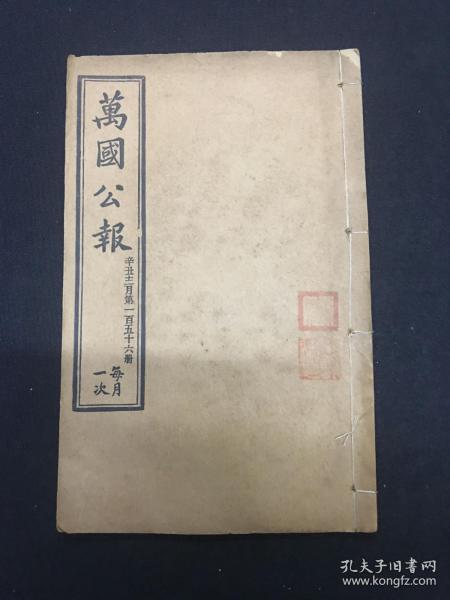 萬國公報
辛丑十二月第一百五十六册
每月
一次
孔夫子旧书网
www.kongfz.com